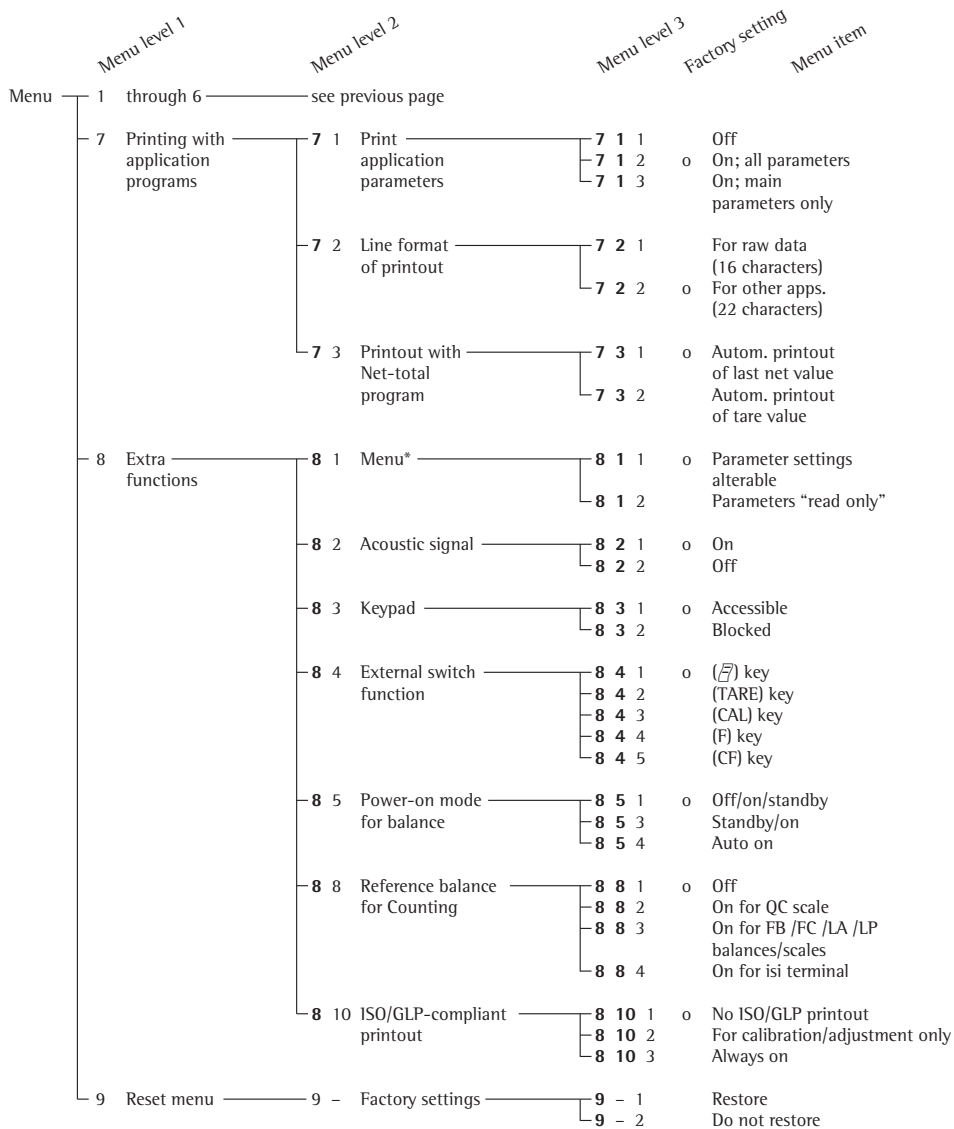 Menu level 1 Menu level 2 Menu level 3 Factory setting Menu item
Menu 1 through 6 see previous page
7 Printing with 7 1 Print 7 1 1 Off
application application 7 1 2 o On; all parameters
programs parameters 7 1 3 On; main
parameters only
7 2 Line format 7 2 1 For raw data
of printout (16 characters)
7 2 2 o For other apps.
(22 characters)
7 3 Printout with 7 3 1 o Autom. printout
Net-total of last net value
program 7 3 2 Autom. printout
of tare value
8 Extra 8 1 Menu* 8 1 1 o Parameter settings
functions alterable
8 1 2 Parameters “read only”
8 2 Acoustic signal 8 2 1 o On
8 2 2 Off
8 3 Keypad 8 3 1 o Accessible
8 3 2 Blocked
8 4 External switch 8 4 1 o () key
function 8 4 2 (TARE) key
8 4 3 (CAL) key
8 4 4 (F) key
8 4 5 (CF) key
8 5 Power-on mode 8 5 1 o Off/on/standby
for balance 8 5 3 Standby/on
8 5 4 Auto on
8 8 Reference balance 8 8 1 o Off
for Counting 8 8 2 On for QC scale
8 8 3 On for FB /FC /LA /LP
balances/scales
8 8 4 On for isi terminal
8 10 ISO/GLP-compliant 8 10 1 o No ISO/GLP printout
printout 8 10 2 For calibration/adjustment only
8 10 3 Always on
9 Reset menu 9 – Factory settings 9 – 1 Restore
9 – 2 Do not restore